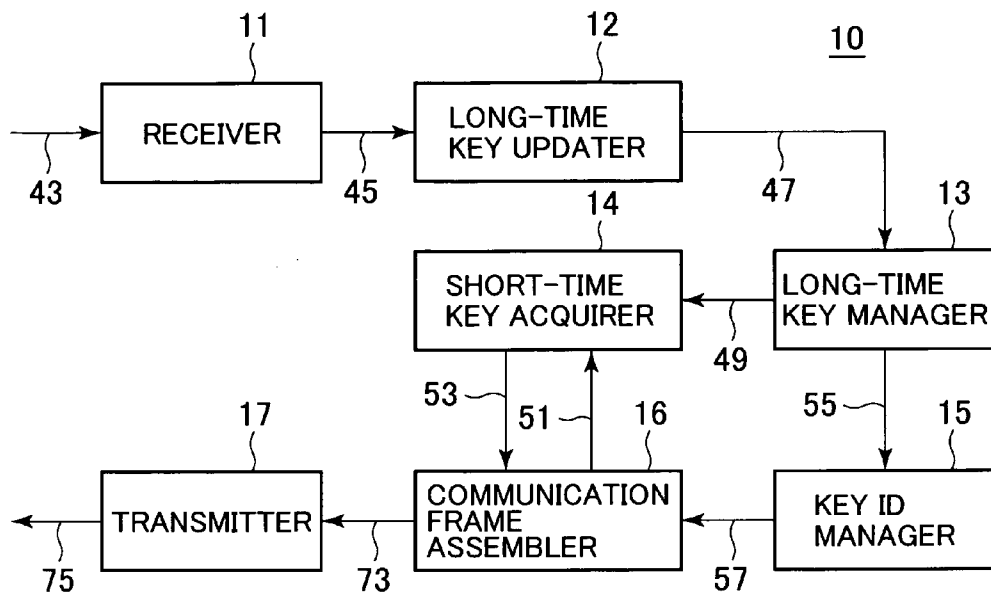 11
12
10
RECEIVER
LONG-TIME
KEY UPDATER
43
45
47
14
13
SHORT-TIME
KEY ACQUIRER
LONG-TIME
KEY MANAGER
49
53
51
55
17
16
15
TRANSMITTER
COMMUNICATION
FRAME
ASSEMBLER
KEY ID
MANAGER
75
73
57